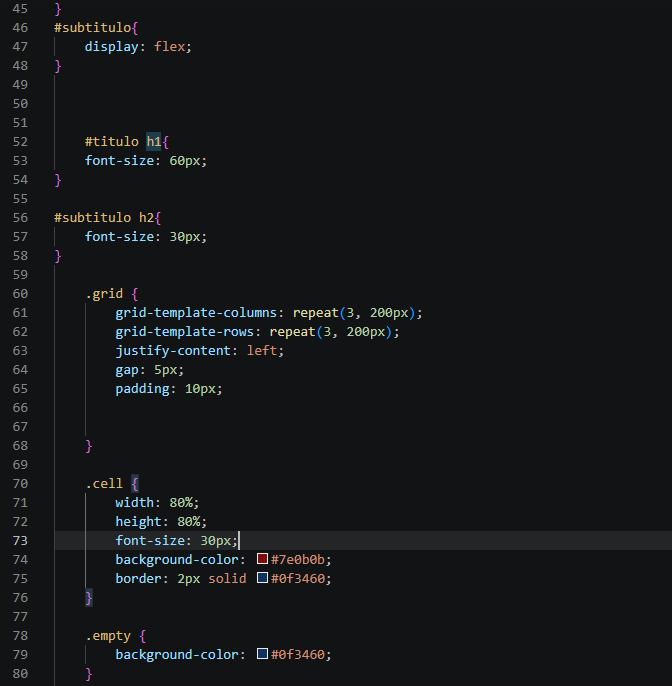 45 }
46 #subtitulo{
47     display: flex;
48 }
49
50
51
52     #titulo h1{
53     font-size: 60px;
54 }
55
56 #subtitulo h2{
57     font-size: 30px;
58 }
59
60     .grid {
61         grid-template-columns: repeat(3, 200px);
62         grid-template-rows: repeat(3, 200px);
63         justify-content: left;
64         gap: 5px;
65         padding: 10px;
66
67
68     }
69
70     .cell {
71         width: 80%;
72         height: 80%;
73         font-size: 30px;
74         background-color: #7e0b0b;
75         border: 2px solid #0f3460;
76     }
77
78     .empty {
79         background-color: #0f3460;
80     }